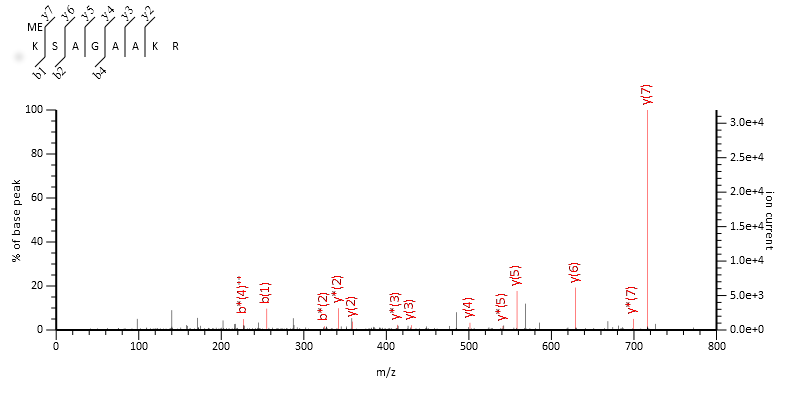 y7 y6 y5 y4 y3 y2
ME
K S A G A A K R
b1 b2 b4
100
80
60
40
20
0
% of base peak
3.0e+4
2.5e+4
2.0e+4
1.5e+4
1.0e+4
5.0e+3
0.0e+0
ion current
b*(4)++
b(1)
b*(2)
y*(2)
y(2)
y*(3)
y(3)
y(4)
y*(5)
y(5)
y(6)
y*(7)
y(7)
0 100 200 300 400 500 600 700 800
m/z